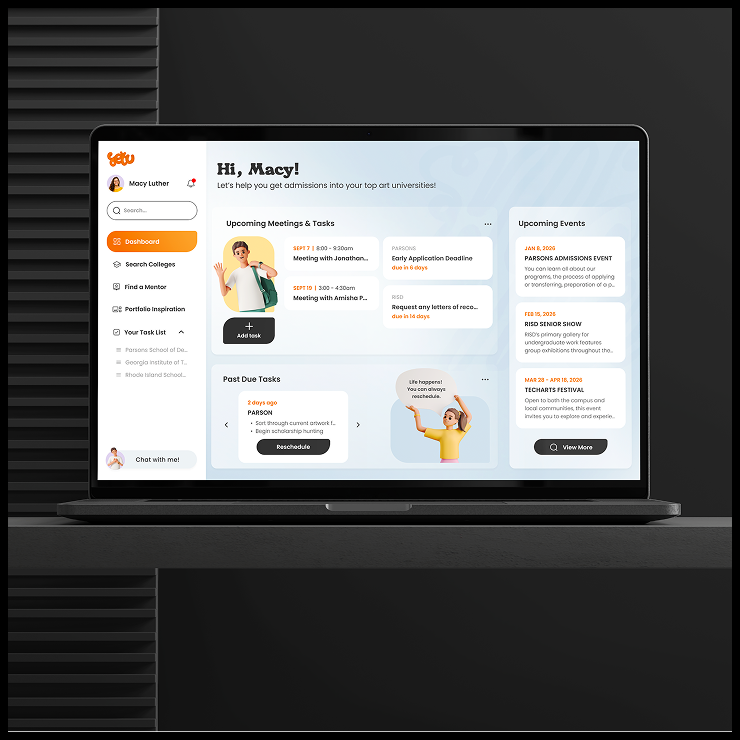 Setu
Macy Luther
Search...
Dashboard
Search Colleges
Find a Mentor
Portfolio Inspiration
Your Task List
Parsons School of De...
Georgia Institute of T...
Rhode Island School...
Chat with me!
Hi, Macy!
Let's help you get admissions into your top art universities!
Upcoming Meetings & Tasks
Add task
SEPT 7 | 8:00 - 9:30am
Meeting with Jonathan...
SEPT 19 | 3:00 - 4:30am
Meeting with Amisha P...
PARSONS
Early Application Deadline
due in 6 days
RISD
Request any letters of reco...
due in 14 days
Past Due Tasks
2 days ago
PARSON
• Sort through current artwork f...
• Begin scholarship hunting
Reschedule
Life happens!
You can always
reschedule.
Upcoming Events
JAN 8, 2026
PARSONS ADMISSIONS EVENT
You can learn all about our
programs, the process of applying
or transferring, preparation of a p...
FEB 15, 2026
RISD SENIOR SHOW
RISD's primary gallery for
undergraduate work features
group exhibitions throughout the...
MAR 28 - APR 18, 2026
TECHARTS FESTIVAL
Open to both the campus and
local communities, this event
invites you to explore and experie...
View More